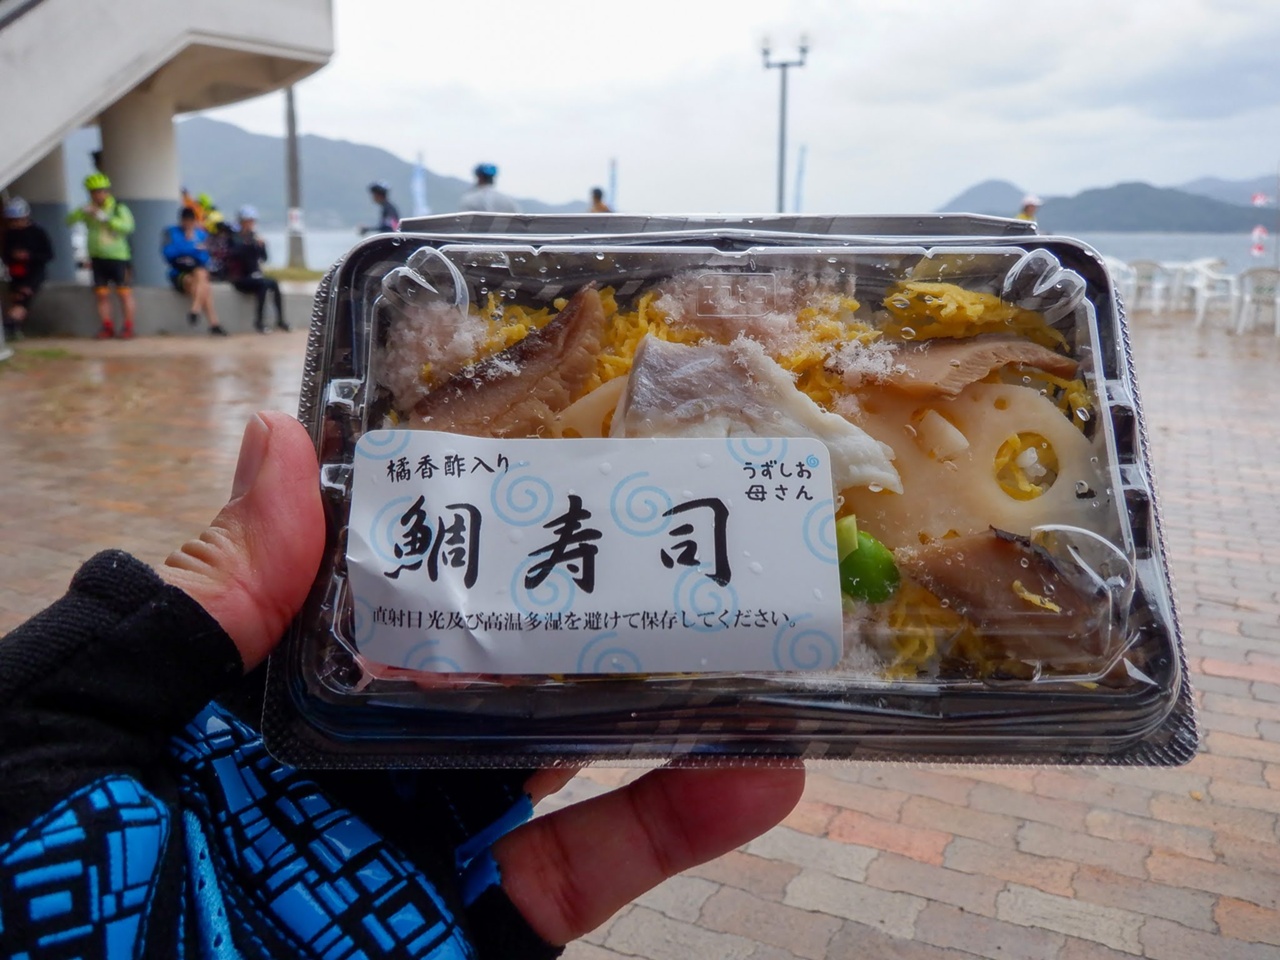 橘香酢入り
うずしお
母さん
鯛寿司
直射日光及び高温多湿を避けて保存してください。